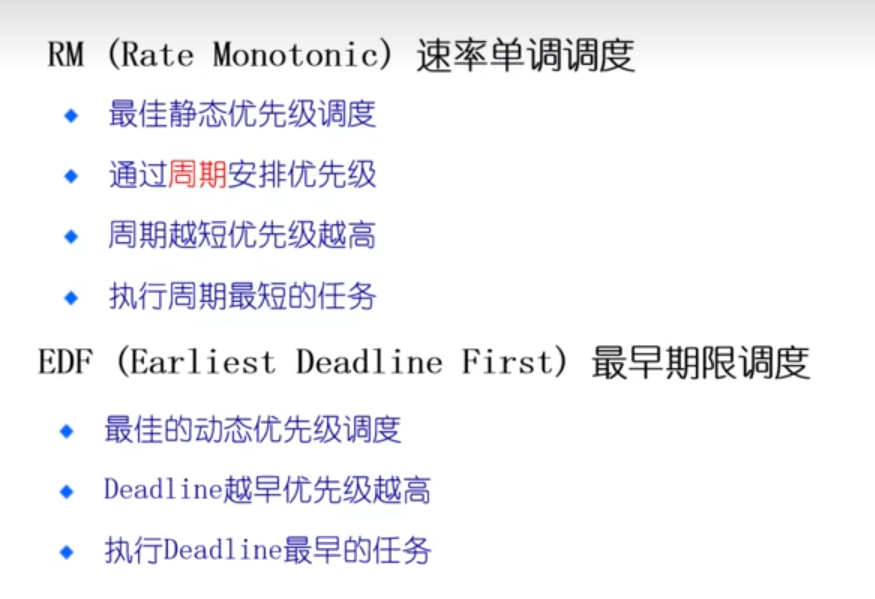 RM (Rate Monotonic) 速率单调调度
最佳静态优先级调度
通过周期安排优先级
周期越短优先级越高
执行周期最短的任务
EDF (Earliest Deadline First) 最早期限调度
最佳的动态优先级调度
Deadline越早优先级越高
执行Deadline最早的任务